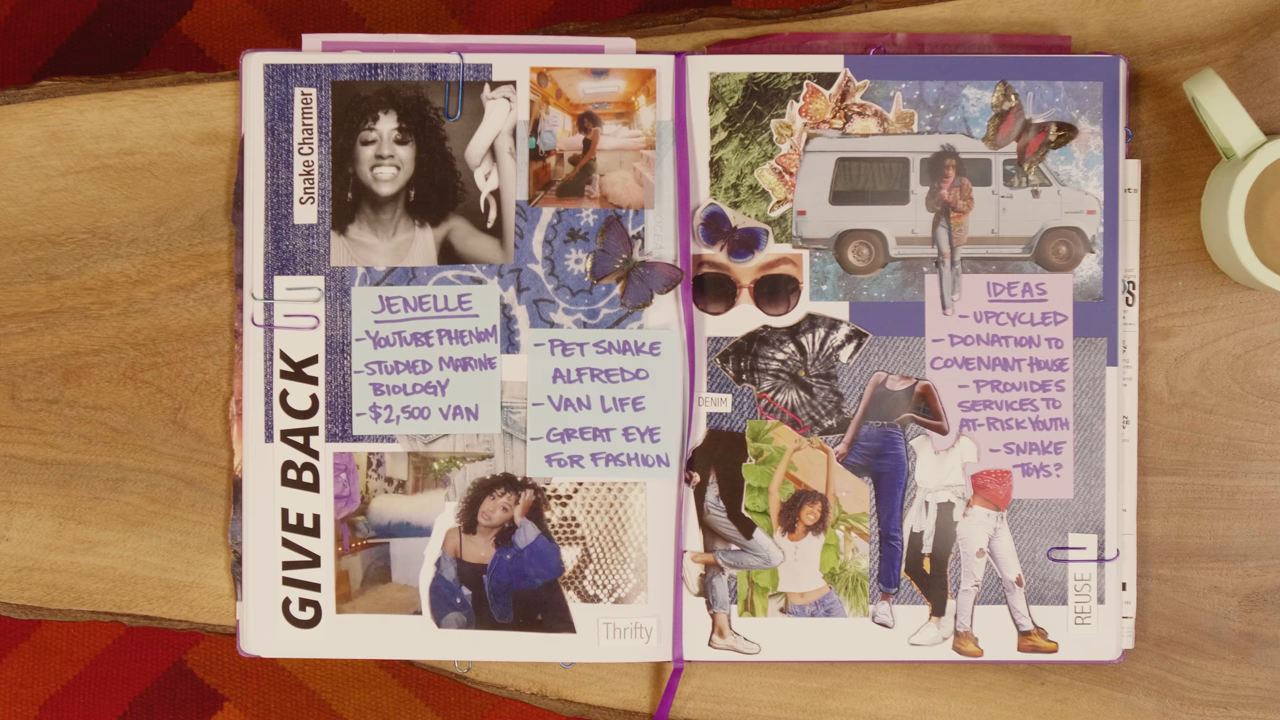 Snake Charmer
GIVE BACK
JENELLE
-YOUTUBE PHENOM
-STUDIED MARINE
BIOLOGY
-$2,500 VAN
-PET SNAKE
ALFREDO
-VAN LIFE
-GREAT EYE
FOR FASHION
Thrifty
IDEAS
-UPCYCLED
-DONATION TO
COVENANT HOUSE
-PROVIDES
SERVICES TO
AT-RISK YOUTH
-SNAKE
TOYS?
DENIM
REUSE